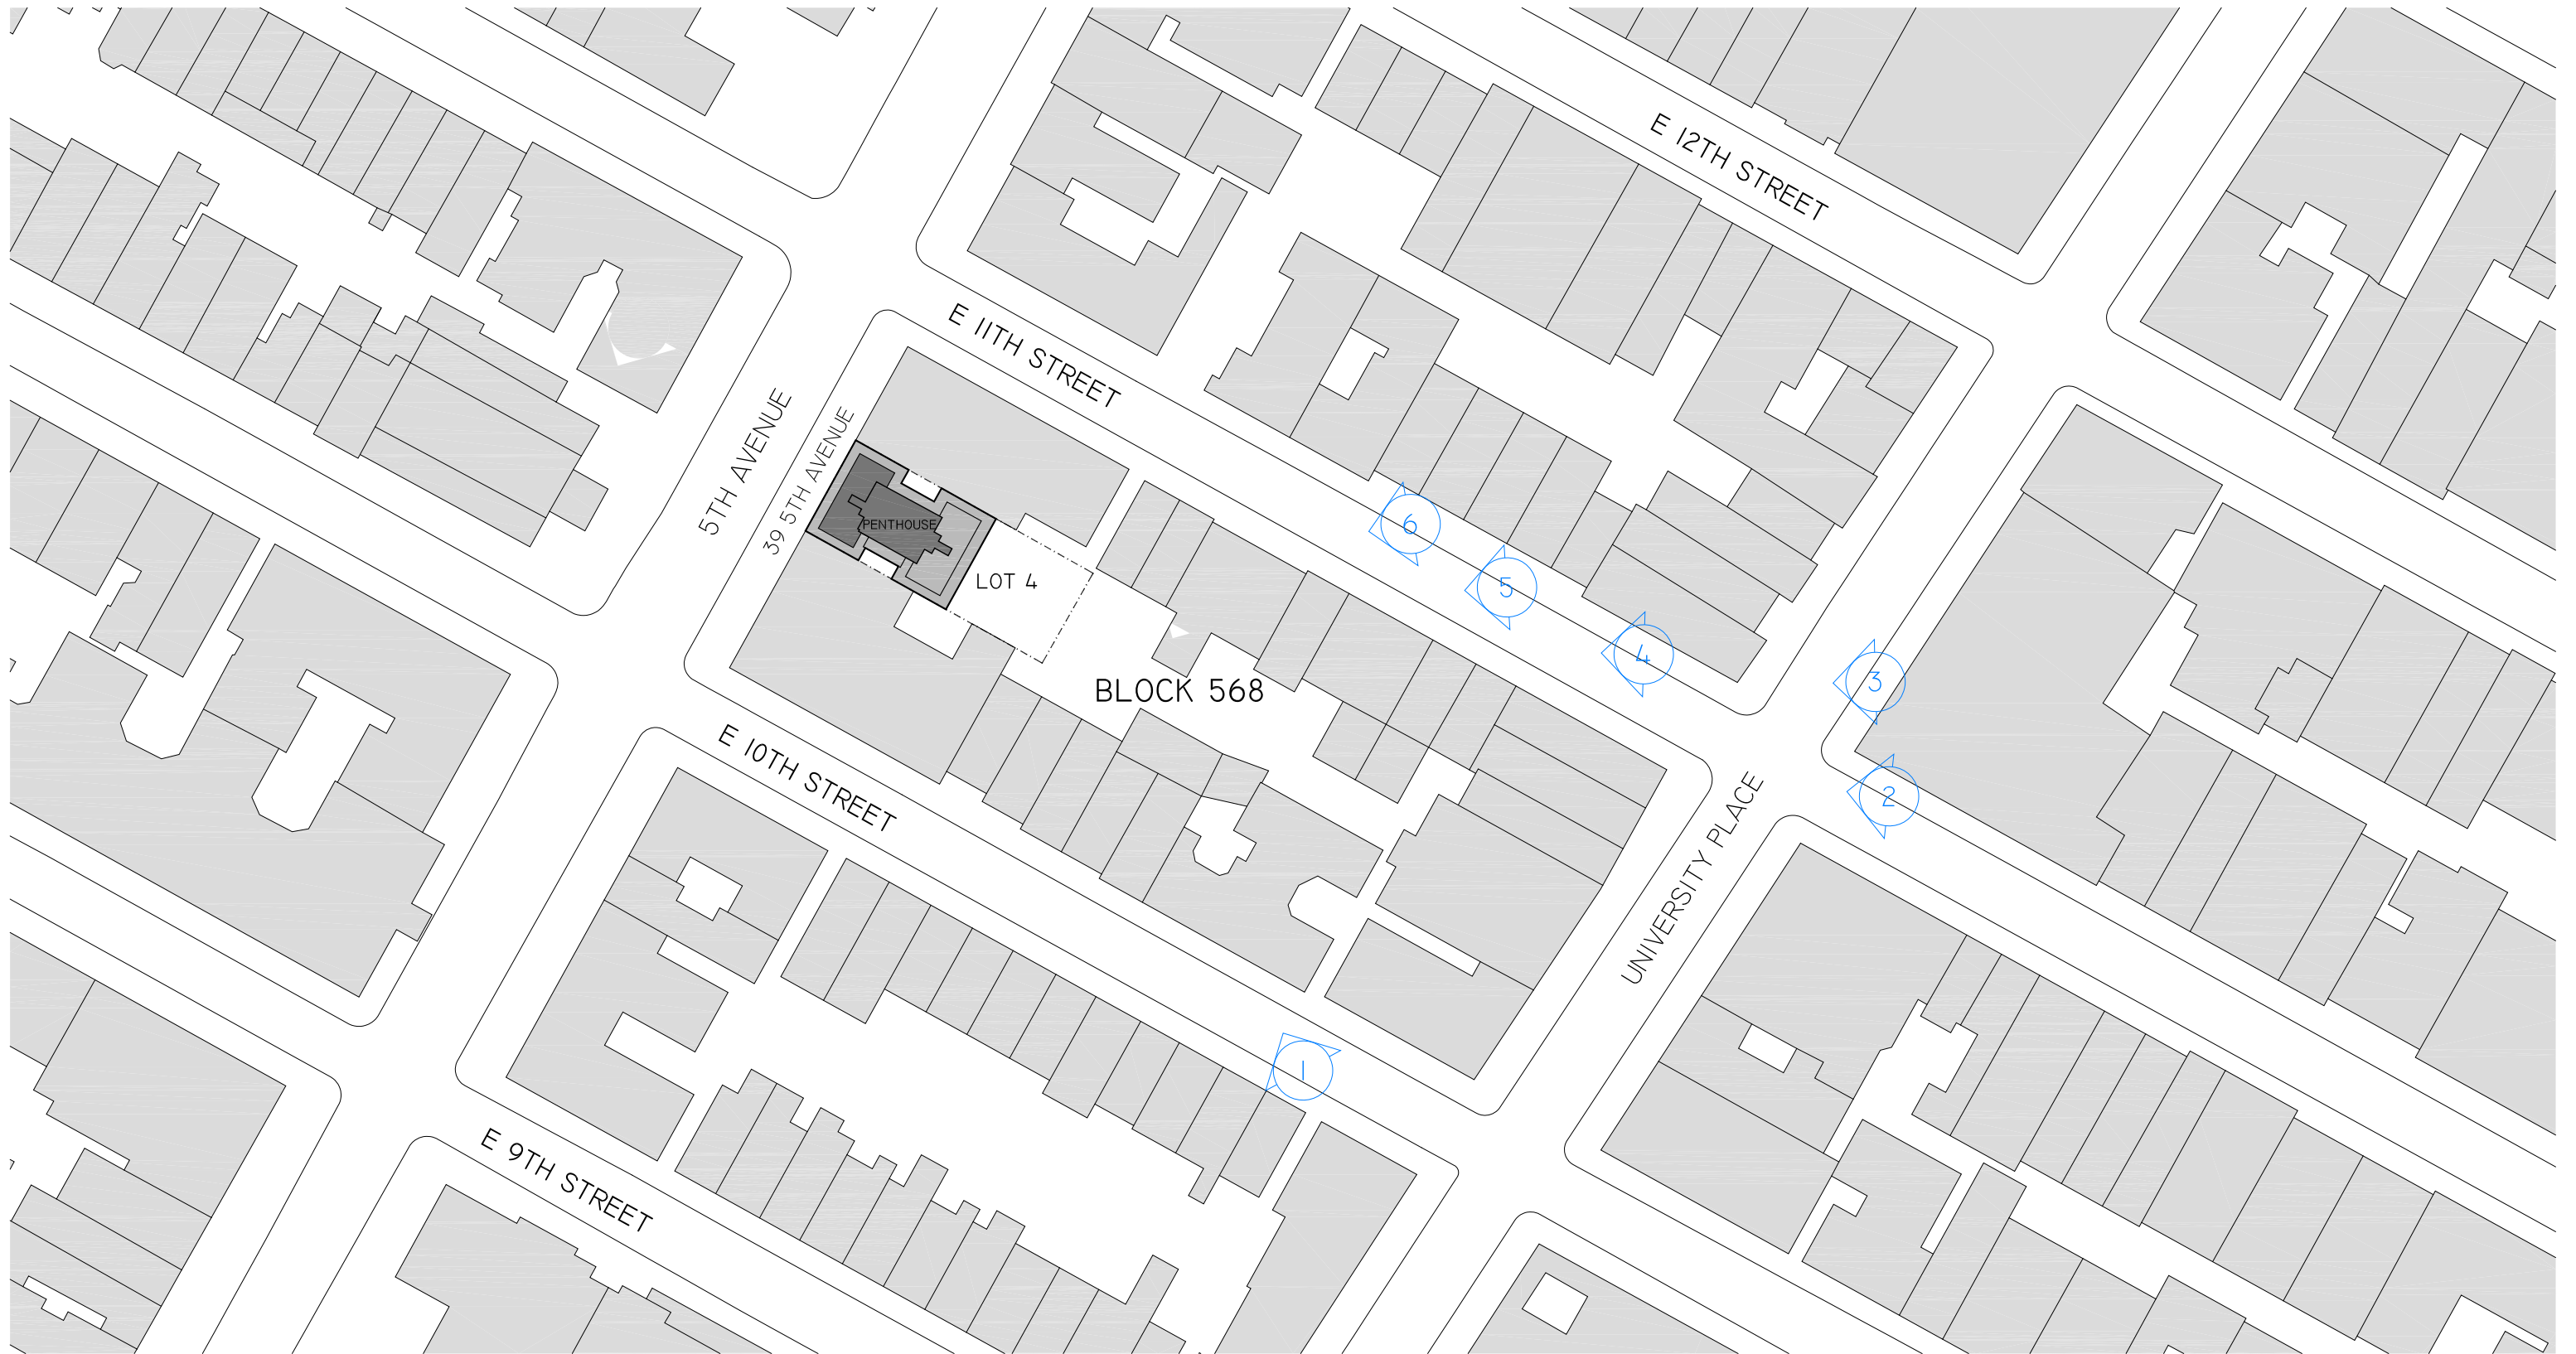 E 12TH STREET
E 11TH STREET
5TH AVENUE
39 5TH AVENUE
PENTHOUSE
LOT 4
6
5
4
3
2
BLOCK 568
E 10TH STREET
UNIVERSITY PLACE
1
E 9TH STREET